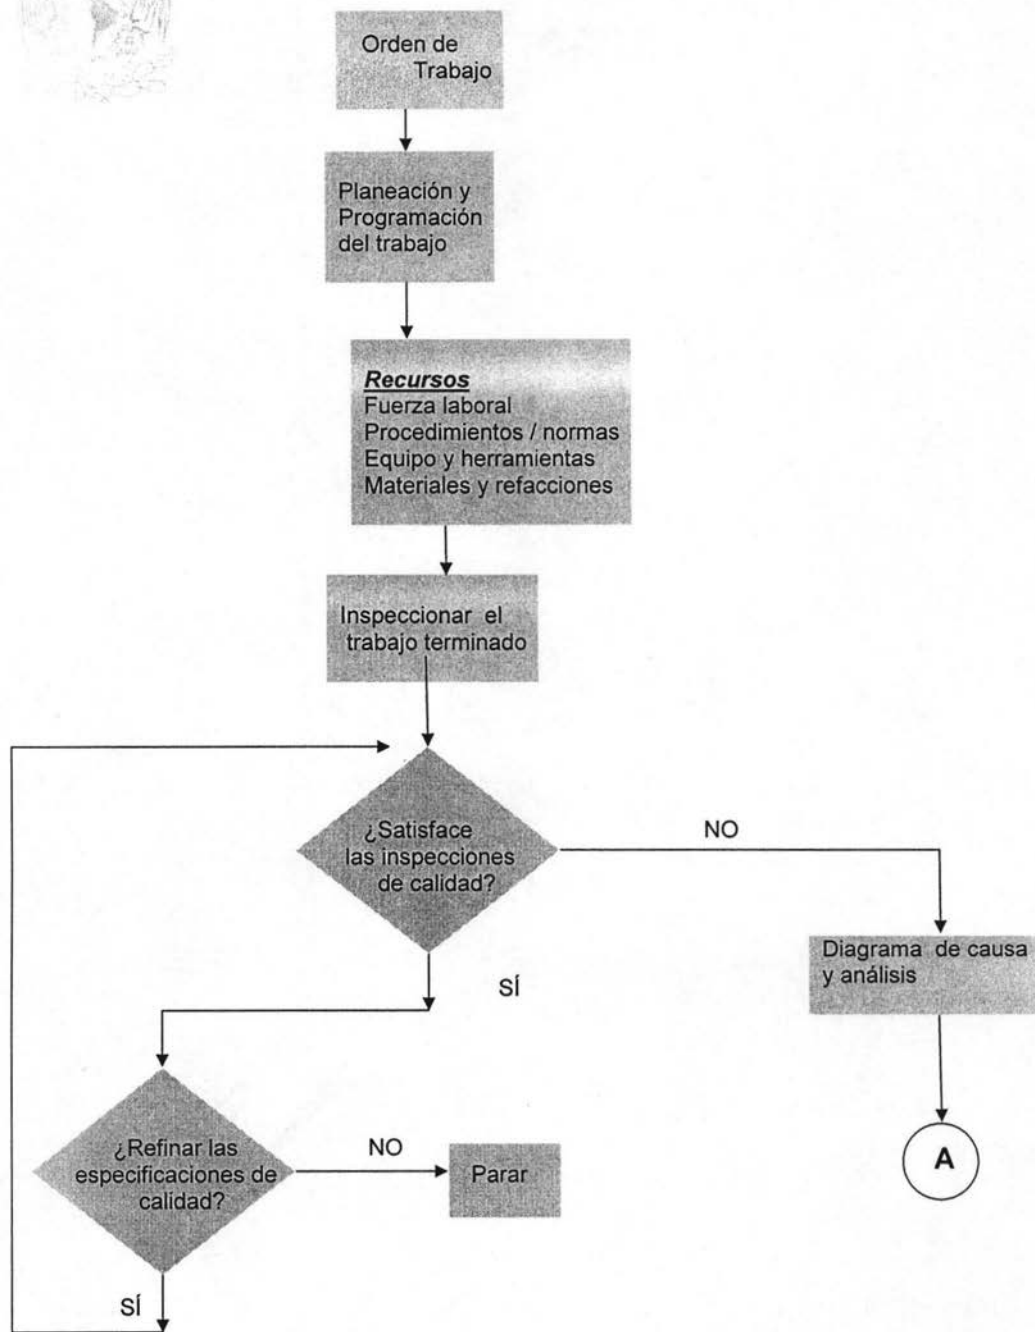 Orden de
Trabajo
Planeación y
Programación
del trabajo
Recursos
Fuerza laboral
Procedimientos / normas
Equipo y herramientas
Materiales y refacciones
Inspeccionar el
trabajo terminado
¿Satisface
las inspecciones
de calidad?
NO
SÍ
Diagrama de causa
y análisis
A
¿Refinar las
especificaciones de
calidad?
NO
Parar
SÍ